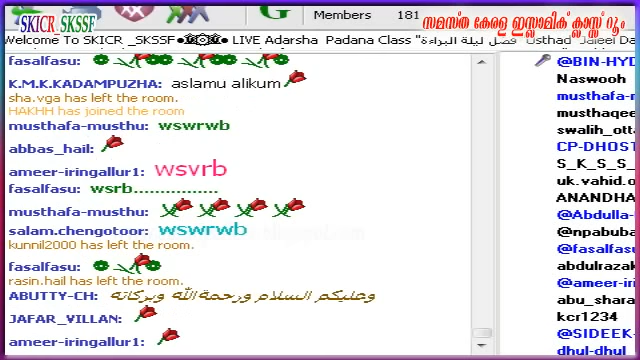 SKICR SKSSF
Members 181
സമസ്ത കേരള ഇസ്ലാമിക് ക്ലാസ്സ് റൂം
Welcome To SKICR _SKSSF LIVE Adarsha Padana Class "فضل ليلة البراءة" Usthad Jaleel Da
fasalfasu:
K.M.K.KADAMPUZHA: aslamu alikum
sha.vga has left the room.
HAKHH has joined the room
musthafa-musthu: wswrwb
abbas_hail:
ameer-iringallur1: wsvrb
fasalfasu: wsrb................
musthafa-musthu:
salam.chengotoor: wswrwb
kunnil2000 has left the room.
fasalfasu:
rasin.hail has left the room.
ABUTTY-CH: وعليكم السلام ورحمة الله وبركاته
JAFAR_VILLAN:
ameer-iringallur1:
@BIN-HYD
Naswooh
musthafa-m
musthaqee
swalih_otta
CP-DHOST
S_K_S_S_
uk.vahid.o
ANANDHA
@Abdulla-
@npabuba
@fasalfasu
abdulrazak
@ameer-iri
abu_shara
kcr1234
@SIDEEK-
dhul-dhul